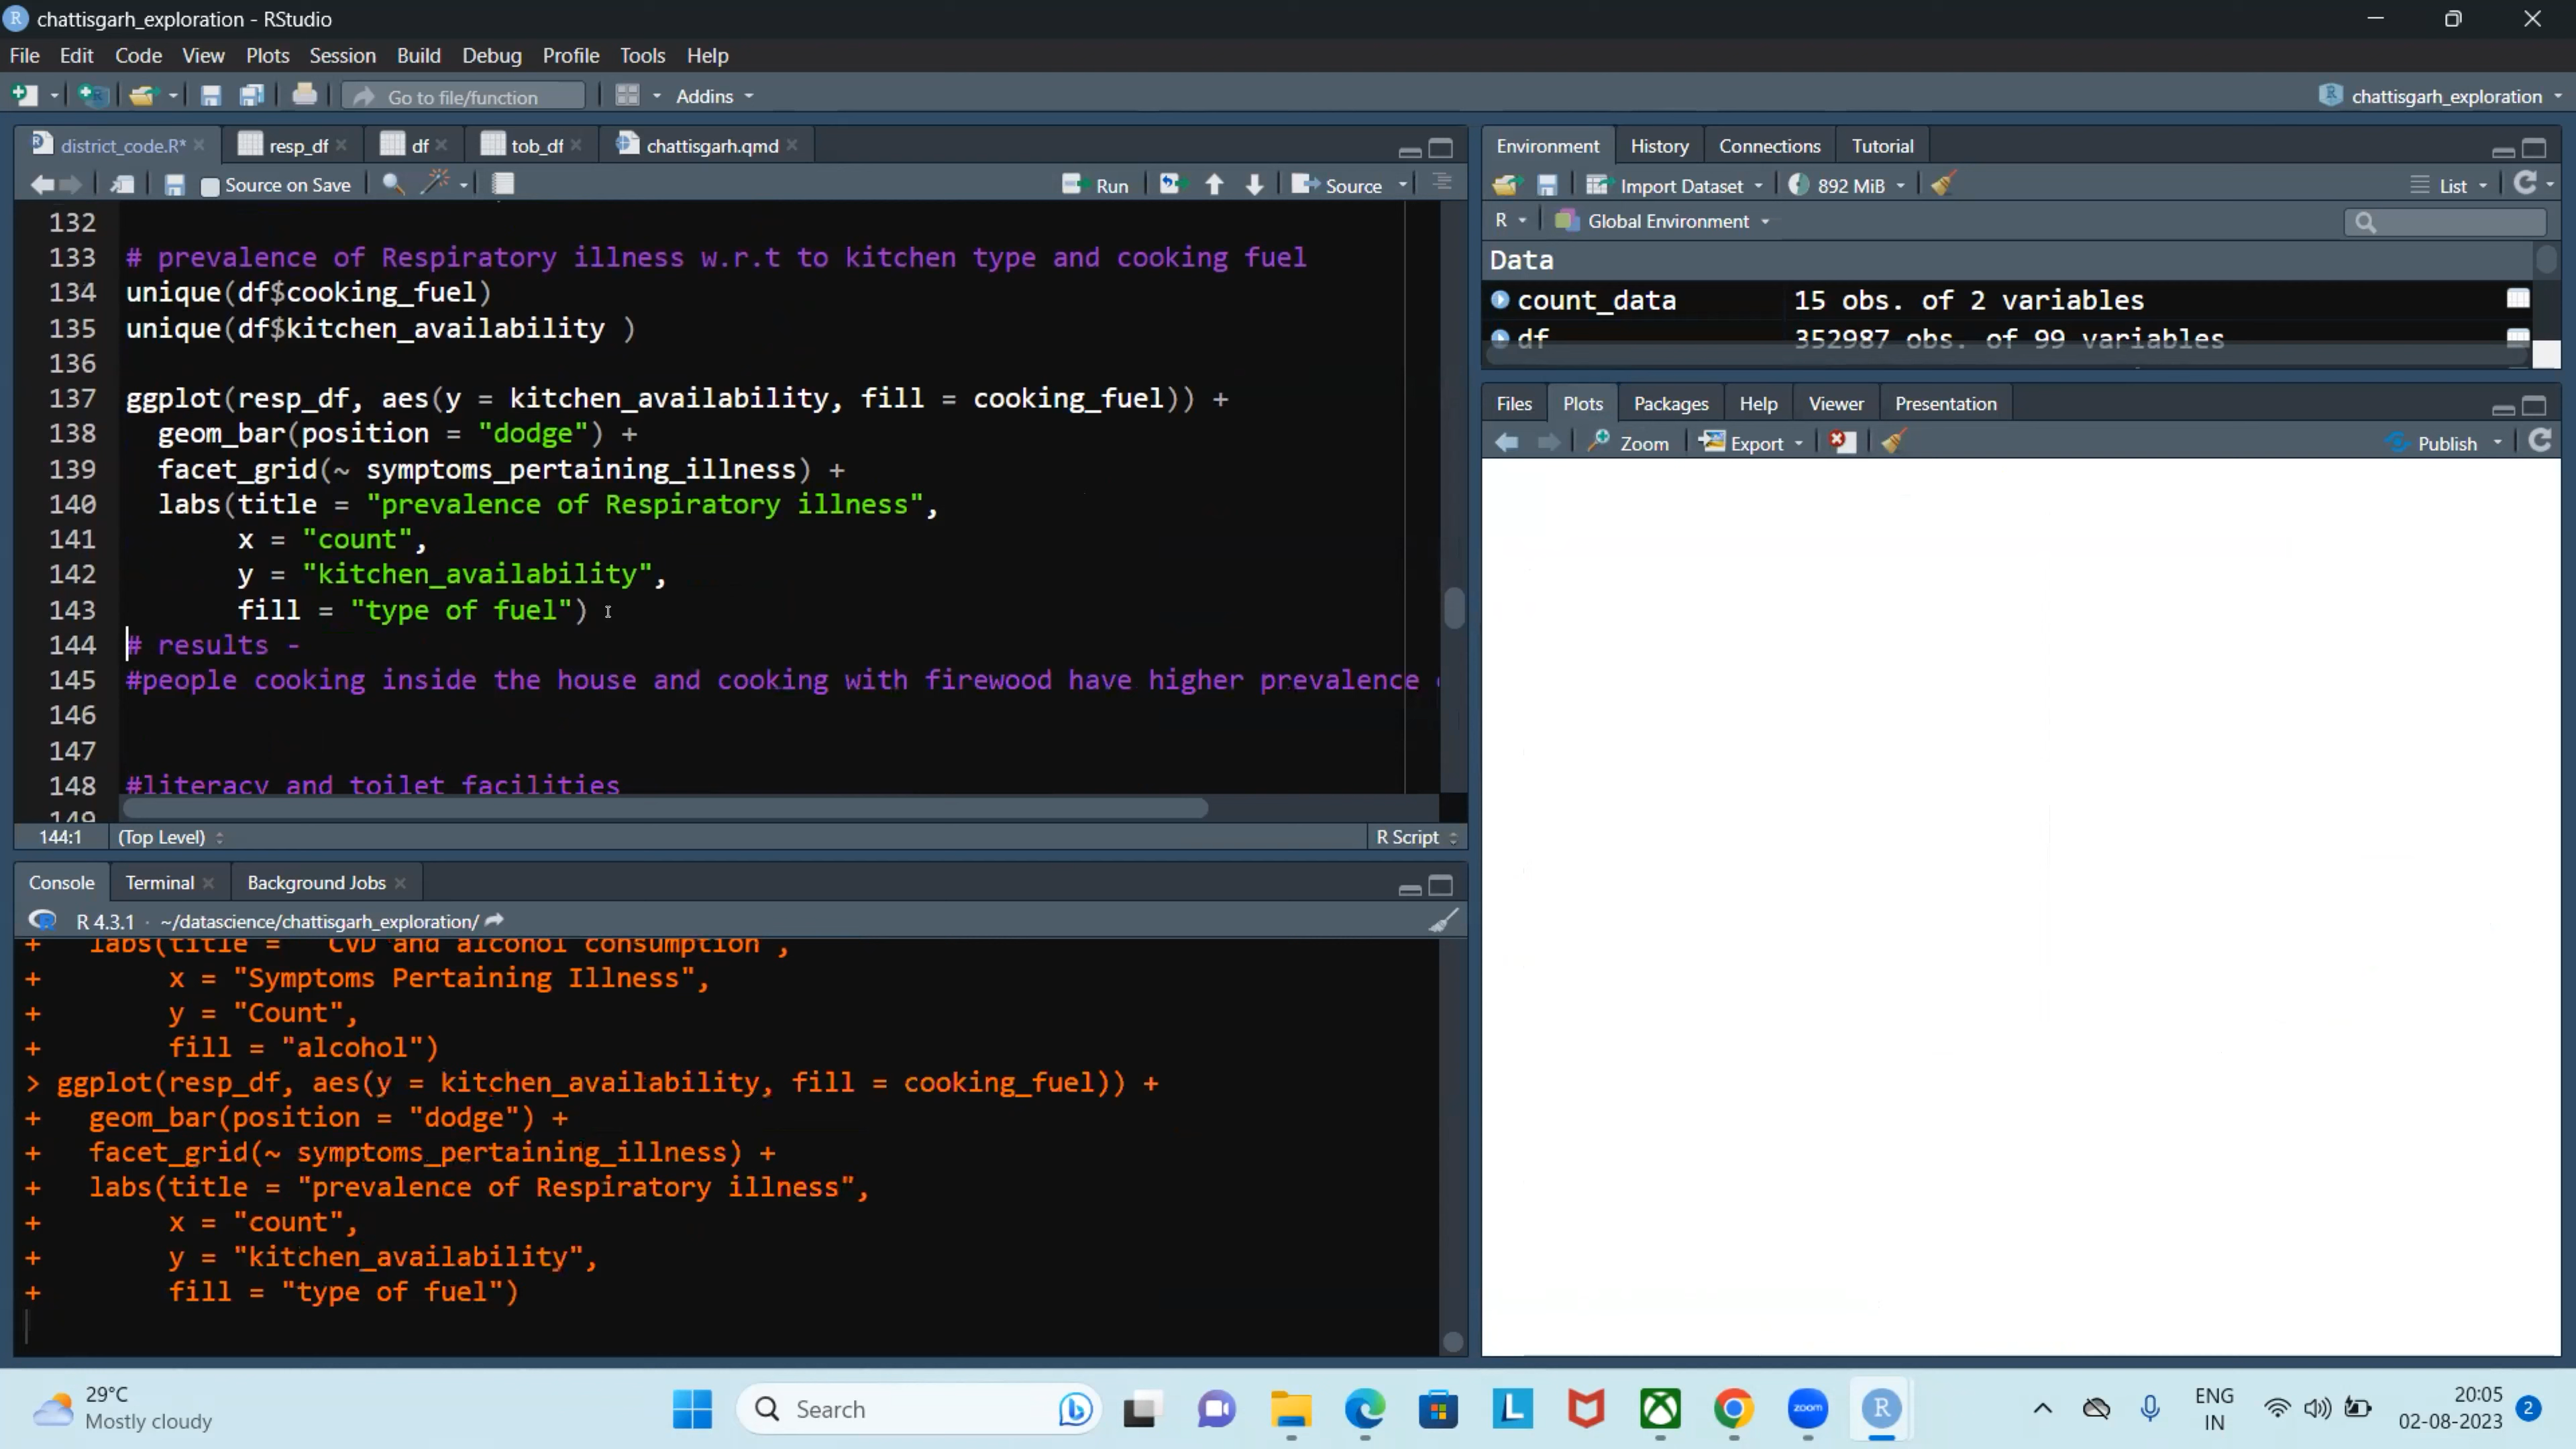 chattisgarh_exploration - RStudio
File Edit Code View Plots Session Build Debug Profile Tools Help
Go to file/function Addins chattisgarh_exploration
district_code.R* resp_df df tob_df chattisgarh.qmd
Source on Save Run Source
132
133 # prevalence of Respiratory illness w.r.t to kitchen type and cooking fuel
134 unique(df$cooking_fuel)
135 unique(df$kitchen_availability )
136
137 ggplot(resp_df, aes(y = kitchen_availability, fill = cooking_fuel)) +
138 geom_bar(position = "dodge") +
139 facet_grid(~ symptoms_pertaining_illness) +
140 labs(title = "prevalence of Respiratory illness",
141 x = "count",
142 y = "kitchen_availability",
143 fill = "type of fuel")
144 # results -
145 #people cooking inside the house and cooking with firewood have higher prevalence
146
147
148 #literacy and toilet facilities
149
144:1 (Top Level) R Script
Console Terminal Background Jobs
R 4.3.1 · ~/datascience/chattisgarh_exploration/
+ labs(title = "CVD and alcohol consumption",
+ x = "Symptoms Pertaining Illness",
+ y = "Count",
+ fill = "alcohol")
> ggplot(resp_df, aes(y = kitchen_availability, fill = cooking_fuel)) +
+ geom_bar(position = "dodge") +
+ facet_grid(~ symptoms_pertaining_illness) +
+ labs(title = "prevalence of Respiratory illness",
+ x = "count",
+ y = "kitchen_availability",
+ fill = "type of fuel")
Environment History Connections Tutorial
Import Dataset 892 MiB List
R Global Environment
Data
count_data 15 obs. of 2 variables
df 352987 obs. of 99 variables
Files Plots Packages Help Viewer Presentation
Zoom Export Publish
29°C
Mostly cloudy
Search
zoom
ENG
IN
20:05
02-08-2023
2